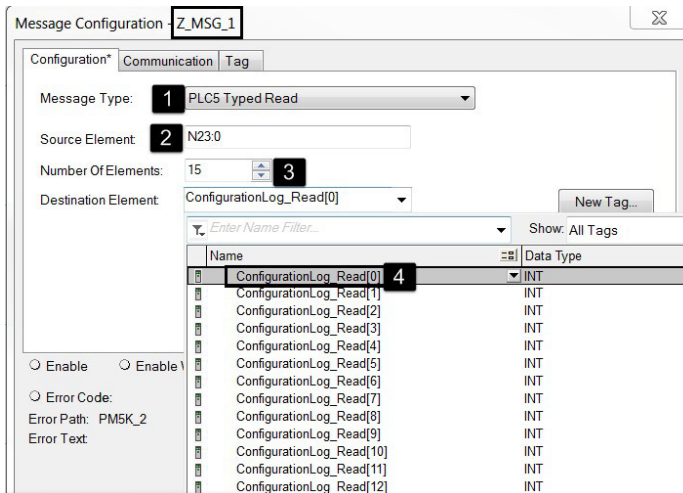 Message Configuration - Z_MSG_1
Configuration* Communication Tag
Message Type: 1 PLC5 Typed Read
Source Element: 2 N23:0
Number Of Elements: 15 3
Destination Element: ConfigurationLog_Read[0] New Tag...
Enter Name Filter... Show: All Tags
Name Data Type
ConfigurationLog_Read[0] 4 INT
ConfigurationLog_Read[1] INT
ConfigurationLog_Read[2] INT
ConfigurationLog_Read[3] INT
ConfigurationLog_Read[4] INT
ConfigurationLog_Read[5] INT
ConfigurationLog_Read[6] INT
ConfigurationLog_Read[7] INT
ConfigurationLog_Read[8] INT
ConfigurationLog_Read[9] INT
ConfigurationLog_Read[10] INT
ConfigurationLog_Read[11] INT
ConfigurationLog_Read[12] INT
Enable Enable
Error Code:
Error Path: PM5K_2
Error Text: